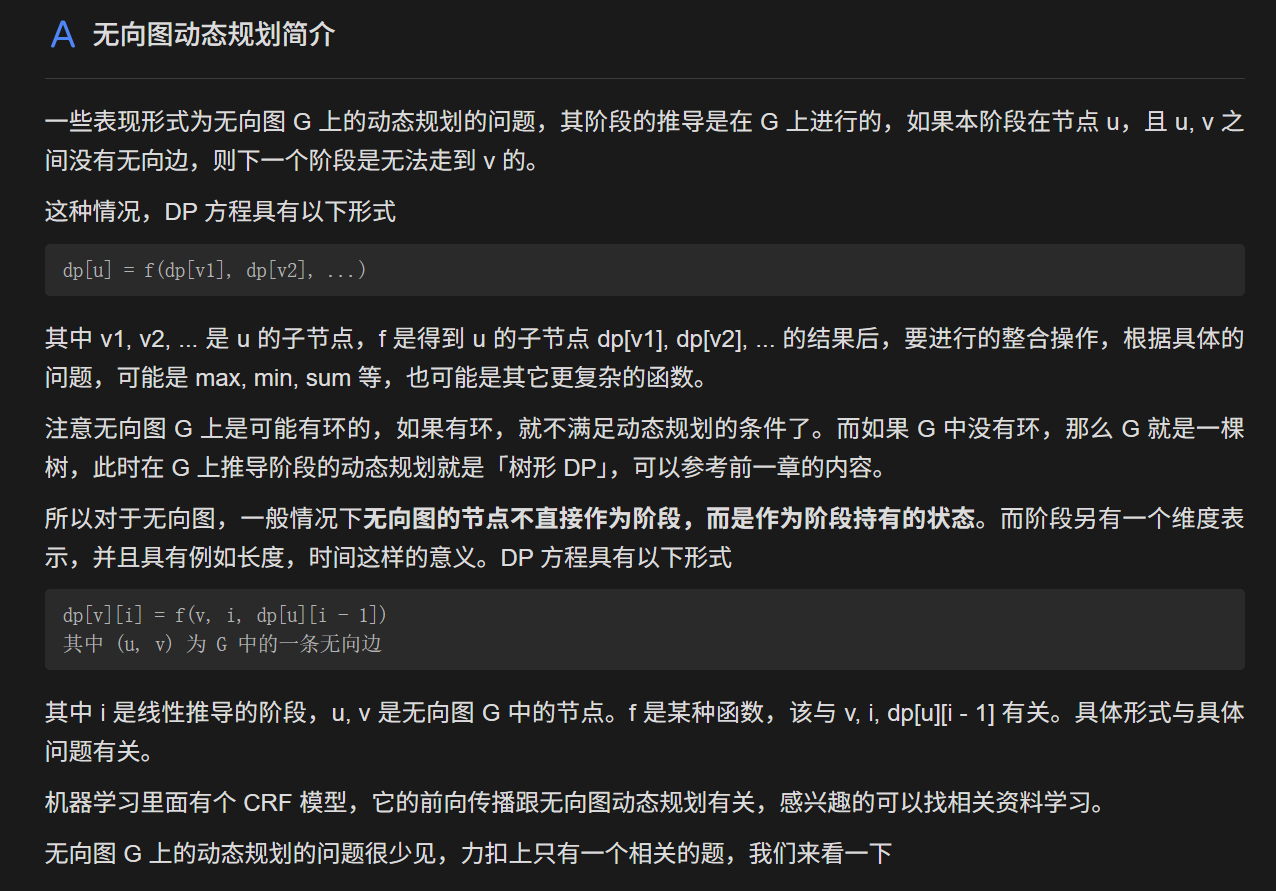 A 无向图动态规划简介
一些表现形式为无向图 G 上的动态规划的问题，其阶段的推导是在 G 上进行的，如果本阶段在节点 u，且 u, v 之
间没有无向边，则下一个阶段是无法走到 v 的。
这种情况，DP 方程具有以下形式
dp[u] = f(dp[v1], dp[v2], ...)
其中 v1, v2, ... 是 u 的子节点，f 是得到 u 的子节点 dp[v1], dp[v2], ... 的结果后，要进行的整合操作，根据具体的
问题，可能是 max, min, sum 等，也可能是其它更复杂的函数。
注意无向图 G 上是可能有环的，如果有环，就不满足动态规划的条件了。而如果 G 中没有环，那么 G 就是一棵
树，此时在 G 上推导阶段的动态规划就是「树形 DP」，可以参考前一章的内容。
所以对于无向图，一般情况下无向图的节点不直接作为阶段，而是作为阶段持有的状态。而阶段另有一个维度表
示，并且具有例如长度，时间这样的意义。DP 方程具有以下形式
dp[v][i] = f(v, i, dp[u][i - 1])
其中 (u, v) 为 G 中的一条无向边
其中 i 是线性推导的阶段，u, v 是无向图 G 中的节点。f 是某种函数，该与 v, i, dp[u][i - 1] 有关。具体形式与具体
问题有关。
机器学习里面有个 CRF 模型，它的前向传播跟无向图动态规划有关，感兴趣的可以找相关资料学习。
无向图 G 上的动态规划的问题很少见，力扣上只有一个相关的题，我们来看一下